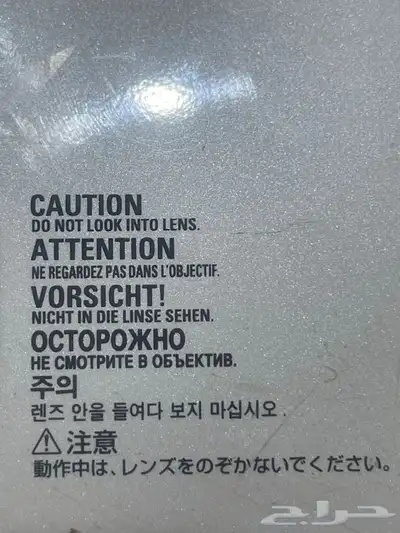 CAUTION
DO NOT LOOK INTO LENS.
ATTENTION
NE REGARDEZ PAS DANS L'OBJECTIF.
VORSICHT!
NICHT IN DIE LINSE SEHEN.
ОСТОРОЖНО
НЕ СМОТРИТЕ В ОБЪЕКТИВ.
주의
렌즈 안을 들여다 보지 마십시오.
⚠注意
動作中は、レンズをのぞかないでください。
حراج